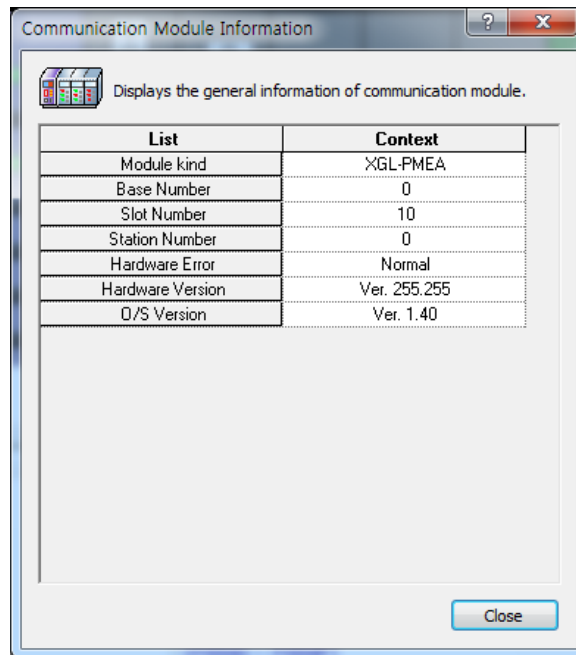 Communication Module Information
?
X
Displays the general information of communication module.
List Context
Module kind XGL-PMEA
Base Number 0
Slot Number 10
Station Number 0
Hardware Error Normal
Hardware Version Ver. 255.255
O/S Version Ver. 1.40
Close